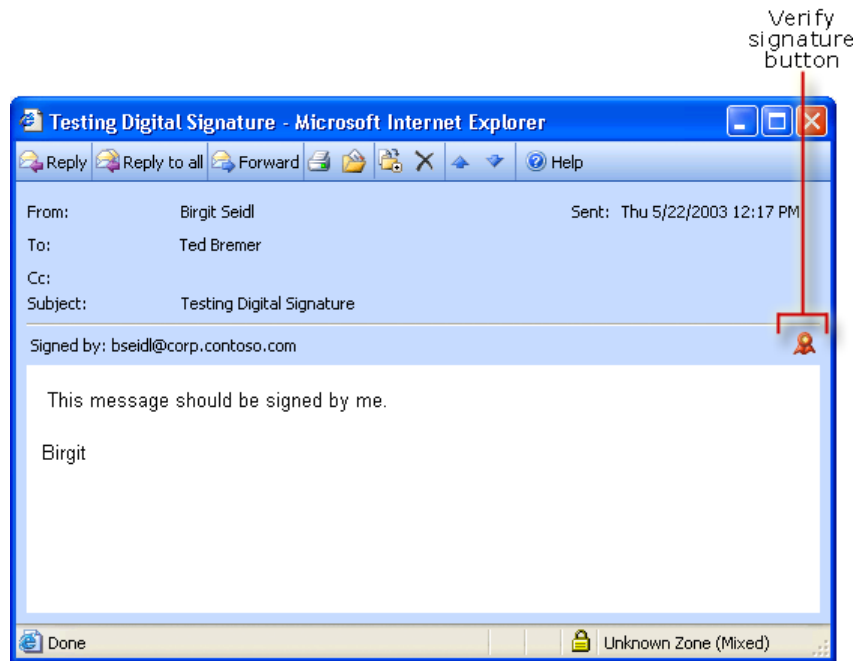 Verify
signature
button
Testing Digital Signature - Microsoft Internet Explorer
Reply Reply to all Forward Help
From: Birgit Seidl Sent: Thu 5/22/2003 12:17 PM
To: Ted Bremer
Cc:
Subject: Testing Digital Signature
Signed by: bseidl@corp.contoso.com
This message should be signed by me.
Birgit
Done Unknown Zone (Mixed)